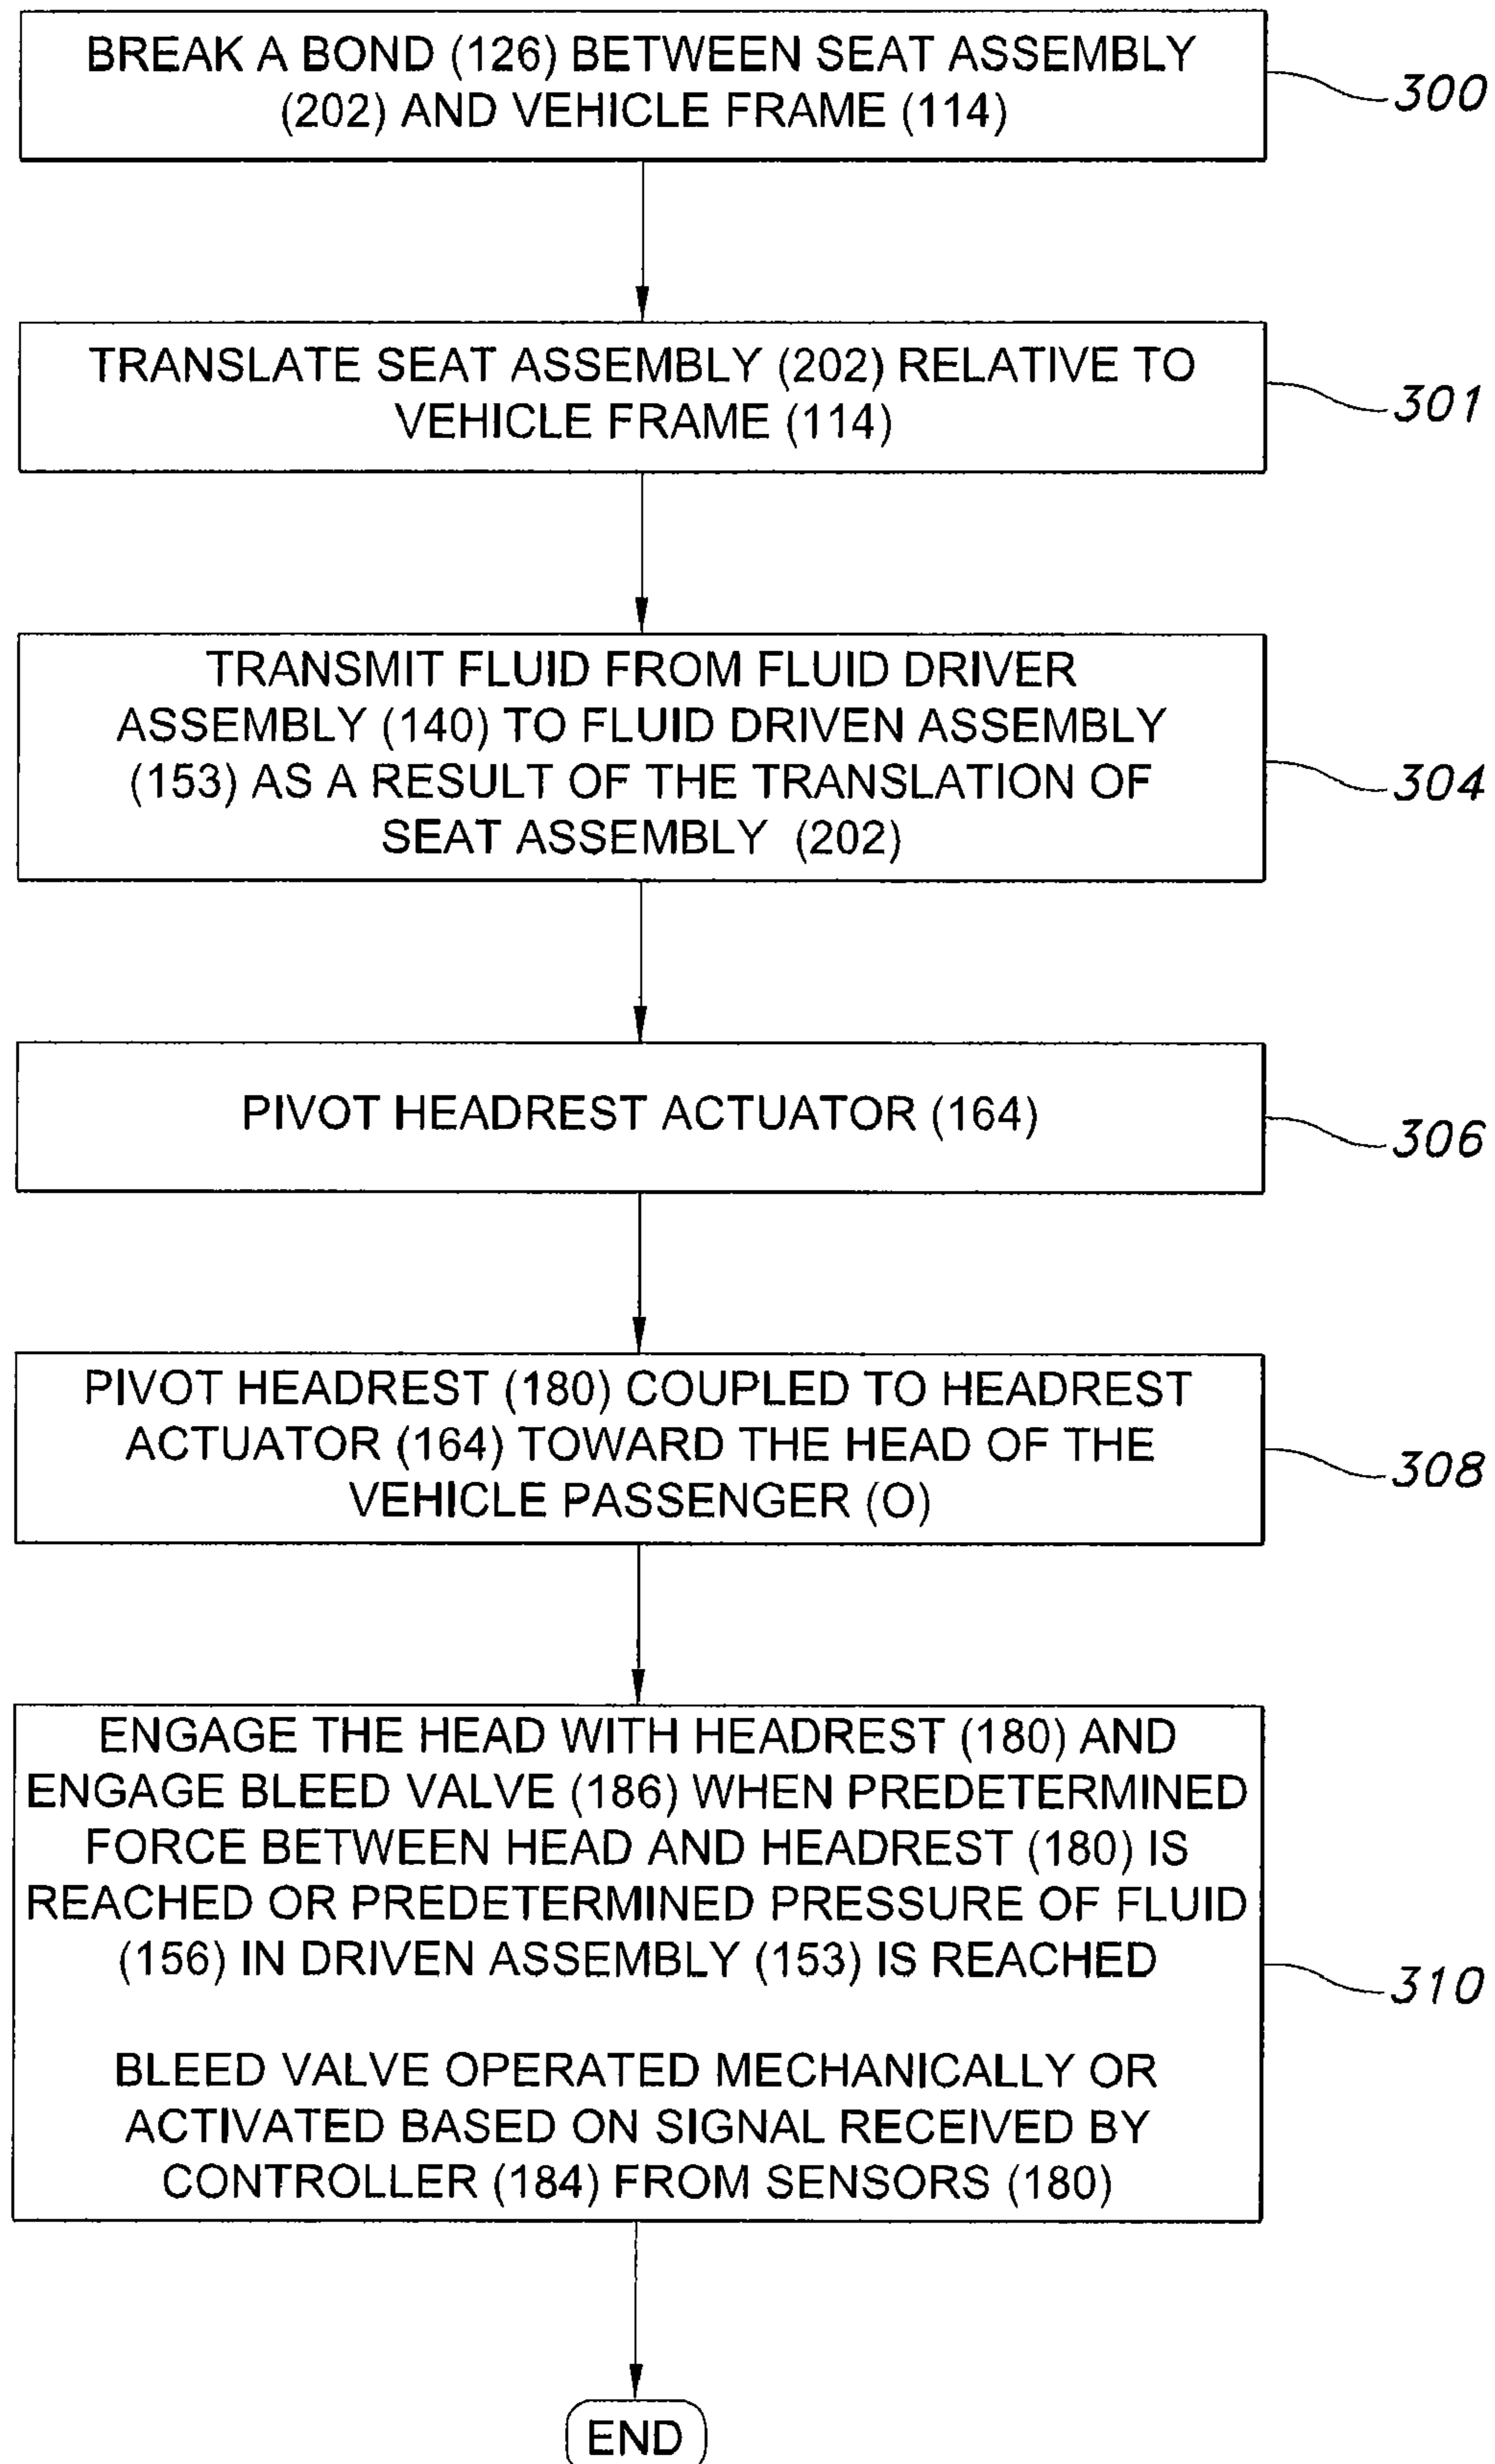 BREAK A BOND (126) BETWEEN SEAT ASSEMBLY
(202) AND VEHICLE FRAME (114)
300
TRANSLATE SEAT ASSEMBLY (202) RELATIVE TO
VEHICLE FRAME (114)
301
TRANSMIT FLUID FROM FLUID DRIVER
ASSEMBLY (140) TO FLUID DRIVEN ASSEMBLY
(153) AS A RESULT OF THE TRANSLATION OF
SEAT ASSEMBLY (202)
304
PIVOT HEADREST ACTUATOR (164)
306
PIVOT HEADREST (180) COUPLED TO HEADREST
ACTUATOR (164) TOWARD THE HEAD OF THE
VEHICLE PASSENGER (O)
308
ENGAGE THE HEAD WITH HEADREST (180) AND
ENGAGE BLEED VALVE (186) WHEN PREDETERMINED
FORCE BETWEEN HEAD AND HEADREST (180) IS
REACHED OR PREDETERMINED PRESSURE OF FLUID
(156) IN DRIVEN ASSEMBLY (153) IS REACHED
BLEED VALVE OPERATED MECHANICALLY OR
ACTIVATED BASED ON SIGNAL RECEIVED BY
CONTROLLER (184) FROM SENSORS (180)
310
END